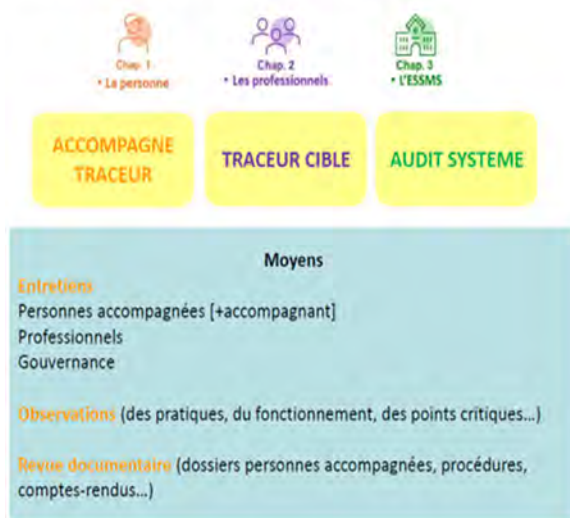 Chap. 1
• La personne
Chap. 2
• Les professionnels
Chap. 3
• L'ESSMS
ACCOMPAGNE
TRACEUR
TRACEUR CIBLE
AUDIT SYSTEME
Moyens
Entretiens
Personnes accompagnées [+accompagnant]
Professionnels
Gouvernance
Observations (des pratiques, du fonctionnement, des points critiques...)
Revue documentaire (dossiers personnes accompagnées, procédures,
comptes-rendus...)